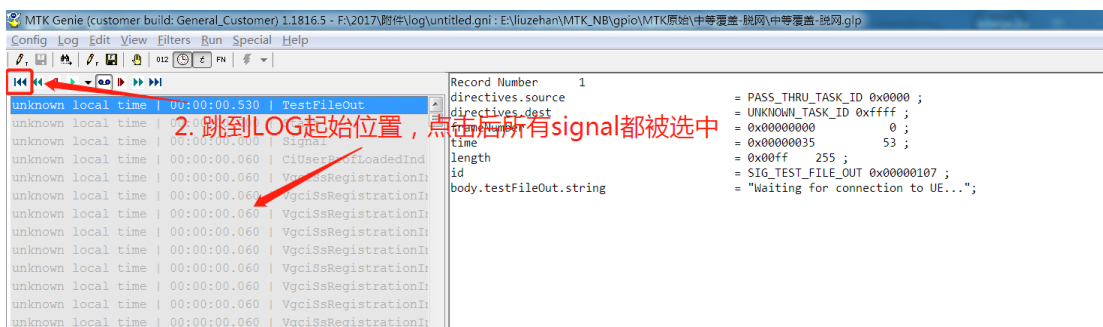 MTK Genie (customer build: General_Customer) 1.1816.5 - F:\2017\附件\log\untitled.gni : E:\liuzehan\MTK_NB\gpio\MTK原始\中等覆盖-脱网\中等覆盖-脱网.glp
Config Log Edit View Filters Run Special Help
012 FN
Record Number 1
unknown local time | 00:00:00.530 | TestFileOut
directives.source = PASS_THRU_TASK_ID 0x0000 ;
directives.dest = UNKNOWN_TASK_ID 0xffff ;
unknown local time
2. 跳到LOG起始位置，点击后所有signal都被选中
frameNumber = 0x00000000 0 ;
unknown local time | 00:00:00.000 | Signal
time = 0x00000035 53 ;
unknown local time | 00:00:00.060 | CiUserProfLoadedInd
length = 0x00ff 255 ;
unknown local time | 00:00:00.060 | VgciSsRegistrationI
id = SIG_TEST_FILE_OUT 0x00000107 ;
unknown local time | 00:00:00.060 | VgciSsRegistrationI
body.testFileOut.string = "Waiting for connection to UE...";
unknown local time | 00:00:00.060 | VgciSsRegistrationI
unknown local time | 00:00:00.060 | VgciSsRegistrationI
unknown local time | 00:00:00.060 | VgciSsRegistrationI
unknown local time | 00:00:00.060 | VgciSsRegistrationI
unknown local time | 00:00:00.060 | VgciSsRegistrationI
unknown local time | 00:00:00.060 | VgciSsRegistrationI